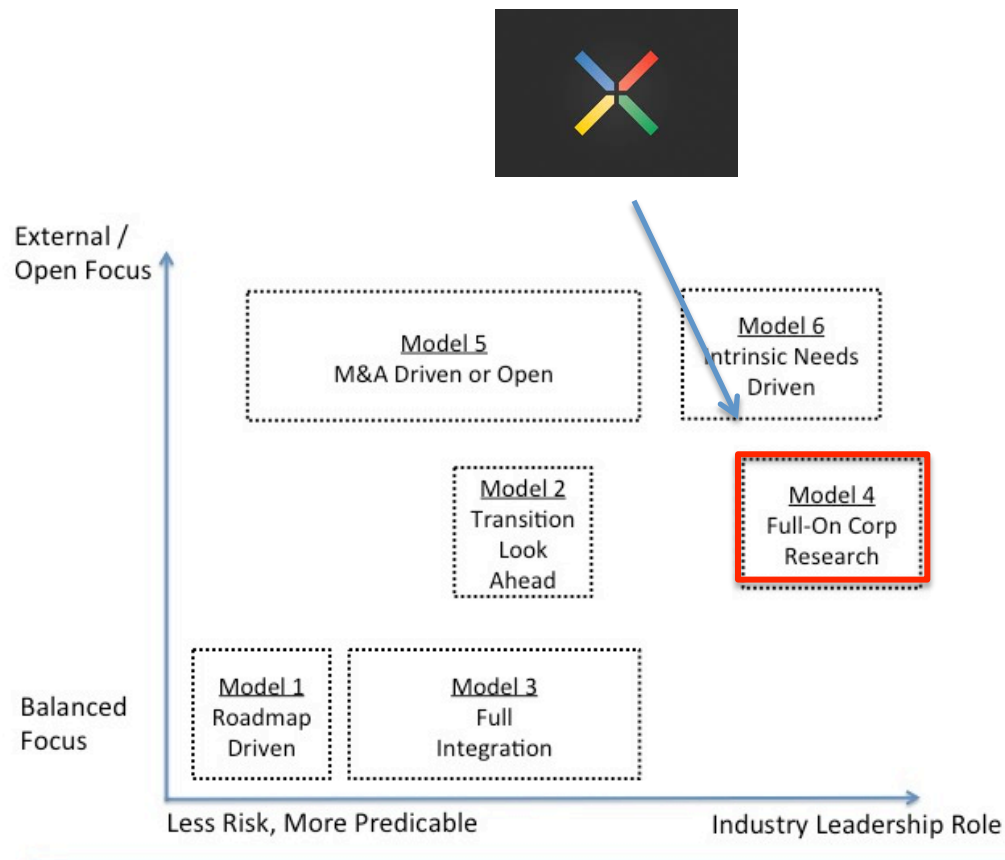 External /
Open Focus
Model 5
M&A Driven or Open
Model 6
Intrinsic Needs
Driven
Model 2
Transition
Look
Ahead
Model 4
Full-On Corp
Research
Balanced
Focus
Model 1
Roadmap
Driven
Model 3
Full
Integration
Less Risk, More Predicable
Industry Leadership Role